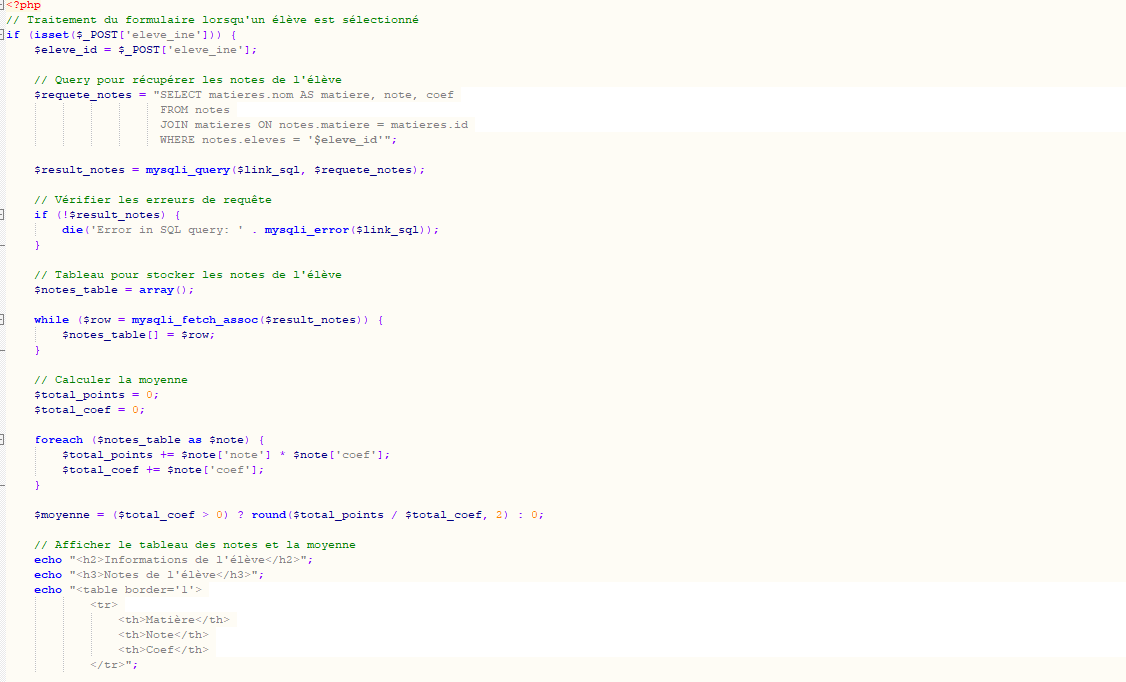 <?php
// Traitement du formulaire lorsqu'un élève est sélectionné
if (isset($_POST['eleve_ine'])) {
    $eleve_id = $_POST['eleve_ine'];

    // Query pour récupérer les notes de l'élève
    $requete_notes = "SELECT matieres.nom AS matiere, note, coef
                      FROM notes
                      JOIN matieres ON notes.matiere = matieres.id
                      WHERE notes.eleves = '$eleve_id'";

    $result_notes = mysqli_query($link_sql, $requete_notes);

    // Vérifier les erreurs de requête
    if (!$result_notes) {
        die('Error in SQL query: ' . mysqli_error($link_sql));
    }

    // Tableau pour stocker les notes de l'élève
    $notes_table = array();

    while ($row = mysqli_fetch_assoc($result_notes)) {
        $notes_table[] = $row;
    }

    // Calculer la moyenne
    $total_points = 0;
    $total_coef = 0;

    foreach ($notes_table as $note) {
        $total_points += $note['note'] * $note['coef'];
        $total_coef += $note['coef'];
    }

    $moyenne = ($total_coef > 0) ? round($total_points / $total_coef, 2) : 0;

    // Afficher le tableau des notes et la moyenne
    echo "<h2>Informations de l'élève</h2>";
    echo "<h3>Notes de l'élève</h3>";
    echo "<table border='1'>
            <tr>
                <th>Matière</th>
                <th>Note</th>
                <th>Coef</th>
            </tr>";